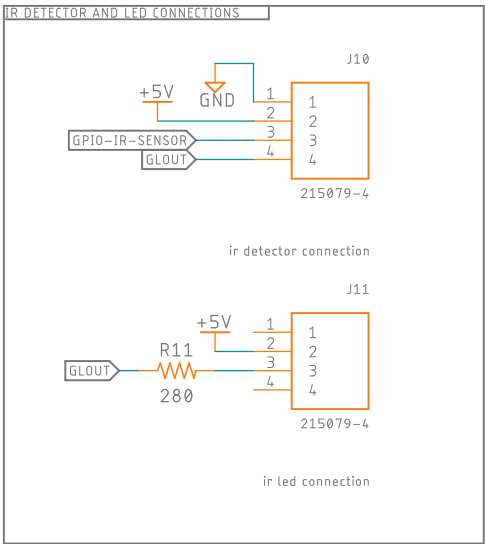 IR DETECTOR AND LED CONNECTIONS
J10
+5V
GND
1 1
2 2
GPIO-IR-SENSOR 3 3
GLOUT 4 4
215079-4
ir detector connection
J11
+5V
1 1
2 2
R11
GLOUT 3 3
280
4 4
215079-4
ir led connection